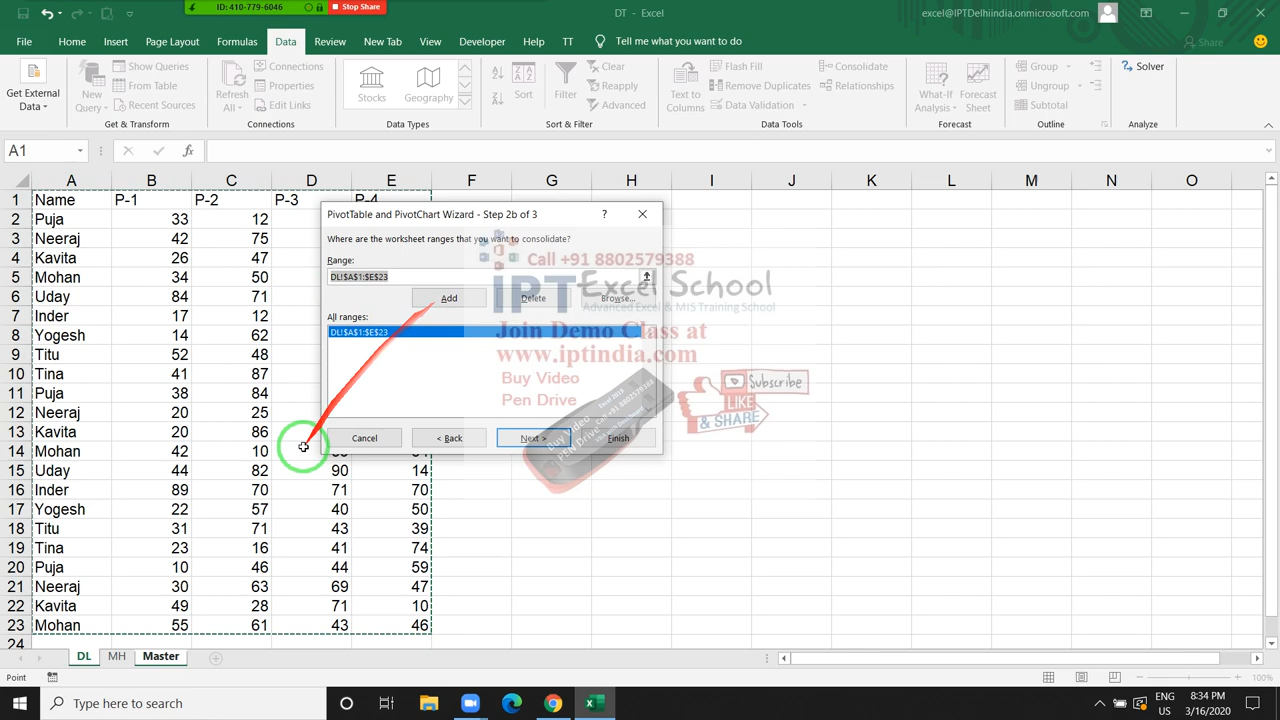 ID: 410-779-6046 Stop Share
DT - Excel
excel@IPTDelhiindia.onmicrosoft.com
File Home Insert Page Layout Formulas Data Review New Tab View Developer Help TT Tell me what you want to do Share
Get External Data
New Query
Show Queries
From Table
Recent Sources
Get & Transform
Refresh All
Connections
Properties
Edit Links
Connections
Stocks
Geography
Data Types
Sort
Filter
Clear
Reapply
Advanced
Sort & Filter
Text to Columns
Flash Fill
Remove Duplicates
Data Validation
Consolidate
Relationships
Data Tools
What-If Analysis
Forecast Sheet
Forecast
Group
Ungroup
Subtotal
Outline
Solver
Analyze
A1
fx
A B C D E F G H I J K L M N O
1 Name P-1 P-2 P-3 P-4
2 Puja 33 12
3 Neeraj 42 75
4 Kavita 26 47
5 Mohan 34 50
6 Uday 84 71
7 Inder 17 12
8 Yogesh 14 62
9 Titu 52 48
10 Tina 41 87
11 Puja 38 84
12 Neeraj 20 25
13 Kavita 20 86
14 Mohan 42 10
15 Uday 44 82 90 14
16 Inder 89 70 71 70
17 Yogesh 22 57 40 50
18 Titu 31 71 43 39
19 Tina 23 16 41 74
20 Puja 10 46 44 59
21 Neeraj 30 63 69 47
22 Kavita 49 28 71 10
23 Mohan 55 61 43 46
24
PivotTable and PivotChart Wizard - Step 2b of 3 ?
Where are the worksheet ranges that you want to consolidate?
Range:
DL!$A$1:$E$23
Add Delete Browse...
All ranges:
DL!$A$1:$E$23
Cancel < Back Next > Finish
Call +91 8802579388
IPT Excel School
Advanced Excel & MIS Training School
Join Demo Class at
www.iptindia.com
Buy Video
Pen Drive
Subscribe
LIKE
& SHARE
DL MH Master
Point
100%
Type here to search
ENG
US
8:34 PM
3/16/2020